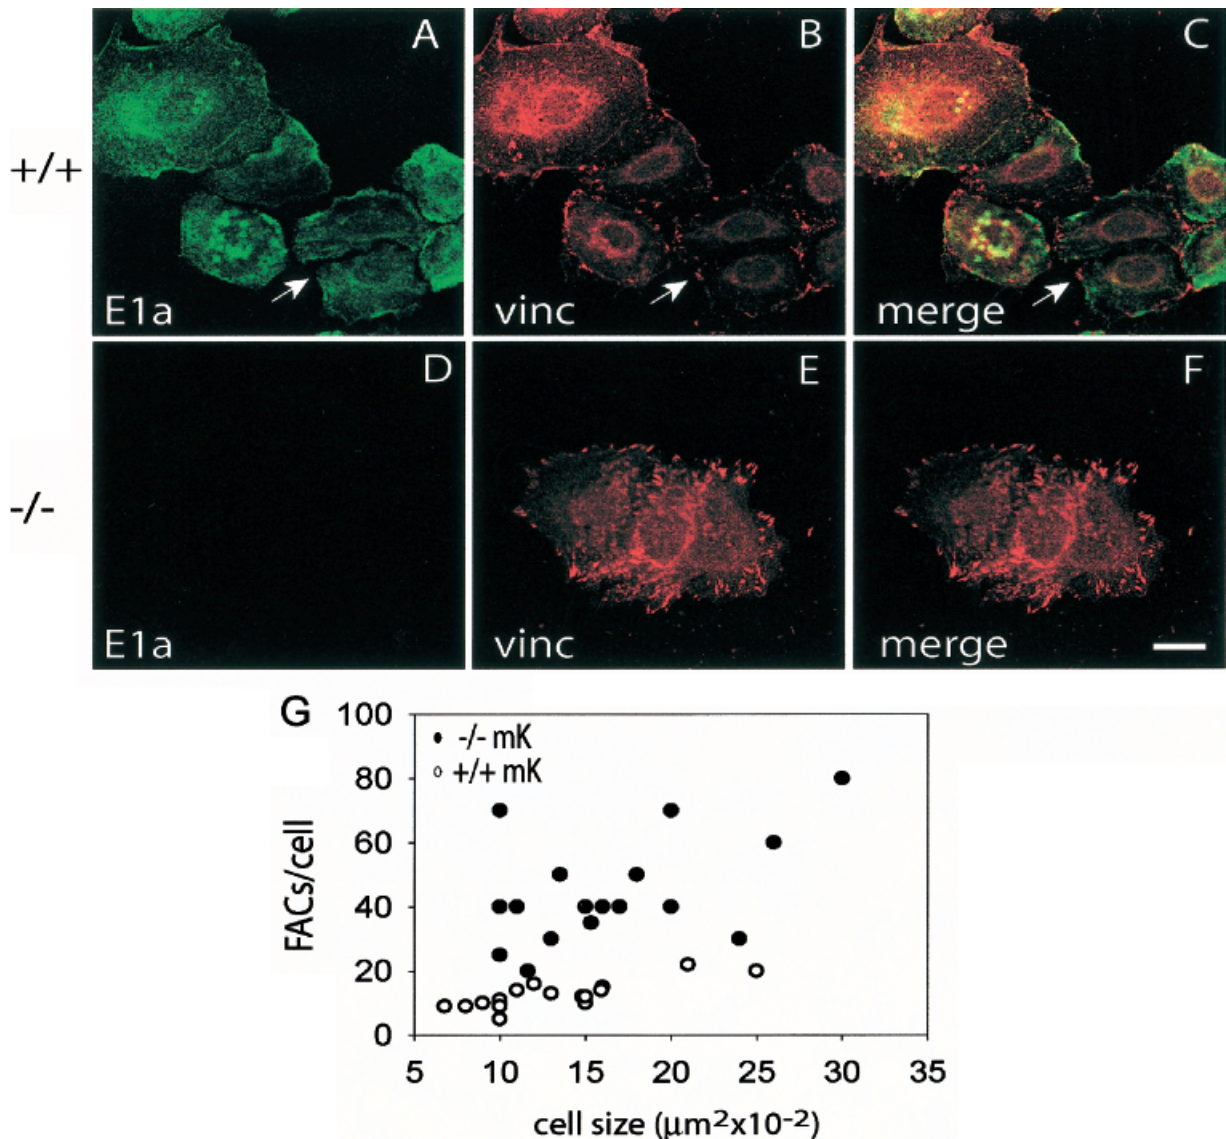 A B C
+/+
E1a vinc merge
D E F
-/-
E1a vinc merge
G
100
-/- mK
+/+ mK
80
60
40
20
0
FACs/cell
5 10 15 20 25 30 35
cell size (μm²x10⁻²)